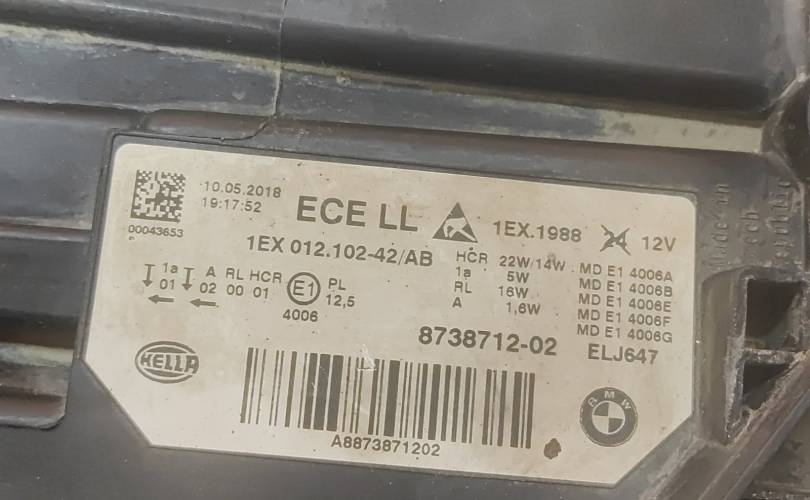 10.05.2018
19:17:52
00043653
ECE LL
1EX.1988 24 12V
1EX 012.102-42/AB
HCR 22W/14W
1a 5W
RL 16W
A 1,6W
MD E1 4006A
MD E1 4006B
MD E1 4006E
MD E1 4006F
MD E1 4006G
1a A RL HCR
01 02 00 01
E1
4006
PL
12,5
8738712-02 ELJ647
HELLA
BMW
A8873871202